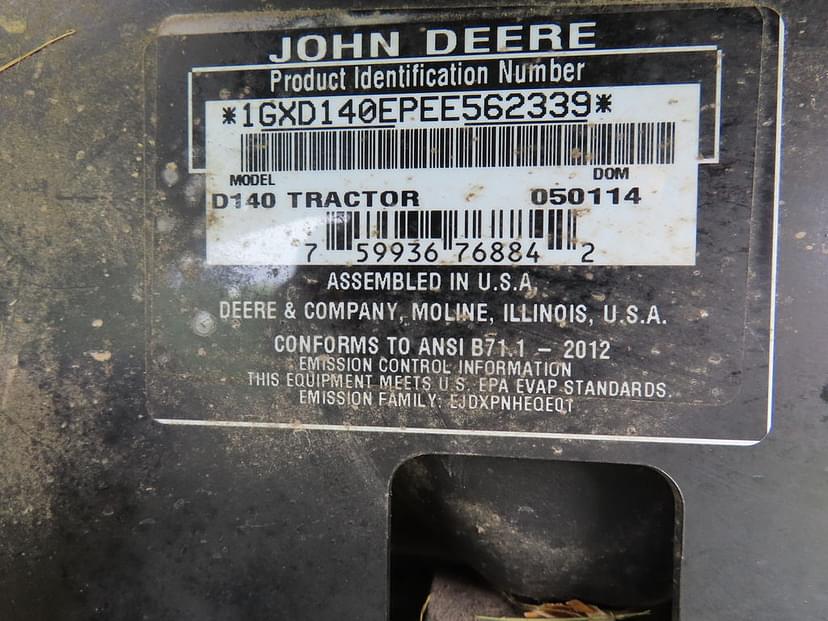 JOHN DEERE
Product Identification Number
*1GXD140EPEE562339*
MODEL DOM
D140 TRACTOR 050114
7 59936 76884 2
ASSEMBLED IN U.S.A.
DEERE & COMPANY, MOLINE, ILLINOIS, U.S.A.
CONFORMS TO ANSI B71.1 – 2012
EMISSION CONTROL INFORMATION
THIS EQUIPMENT MEETS U.S. EPA EVAP STANDARDS.
EMISSION FAMILY: EJDXPNHEQEQT